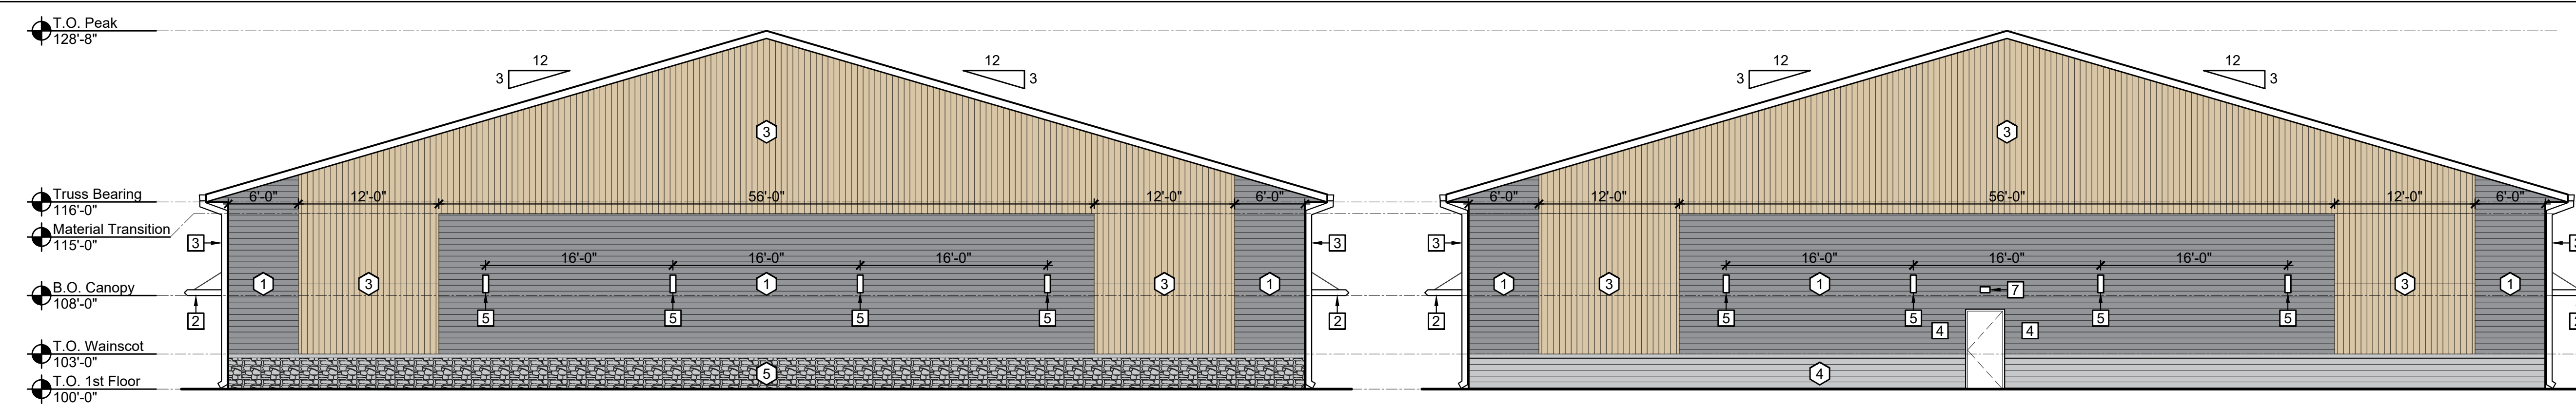 T.O. Peak
128'-8"
Truss Bearing
116'-0"
Material Transition
115'-0"
B.O. Canopy
108'-0"
T.O. Wainscot
103'-0"
T.O. 1st Floor
100'-0"
12
3
12
3
3
6'-0" 12'-0" 56'-0" 12'-0" 6'-0"
3
3
16'-0" 16'-0" 16'-0"
1 3 1 3 1
2 5 5 5 5 2
5
12
3
12
3
3
6'-0" 12'-0" 56'-0" 12'-0" 6'-0"
3
16'-0" 16'-0" 16'-0"
1 3 1 7 3 1
2 5 5 5 5
4 4
4